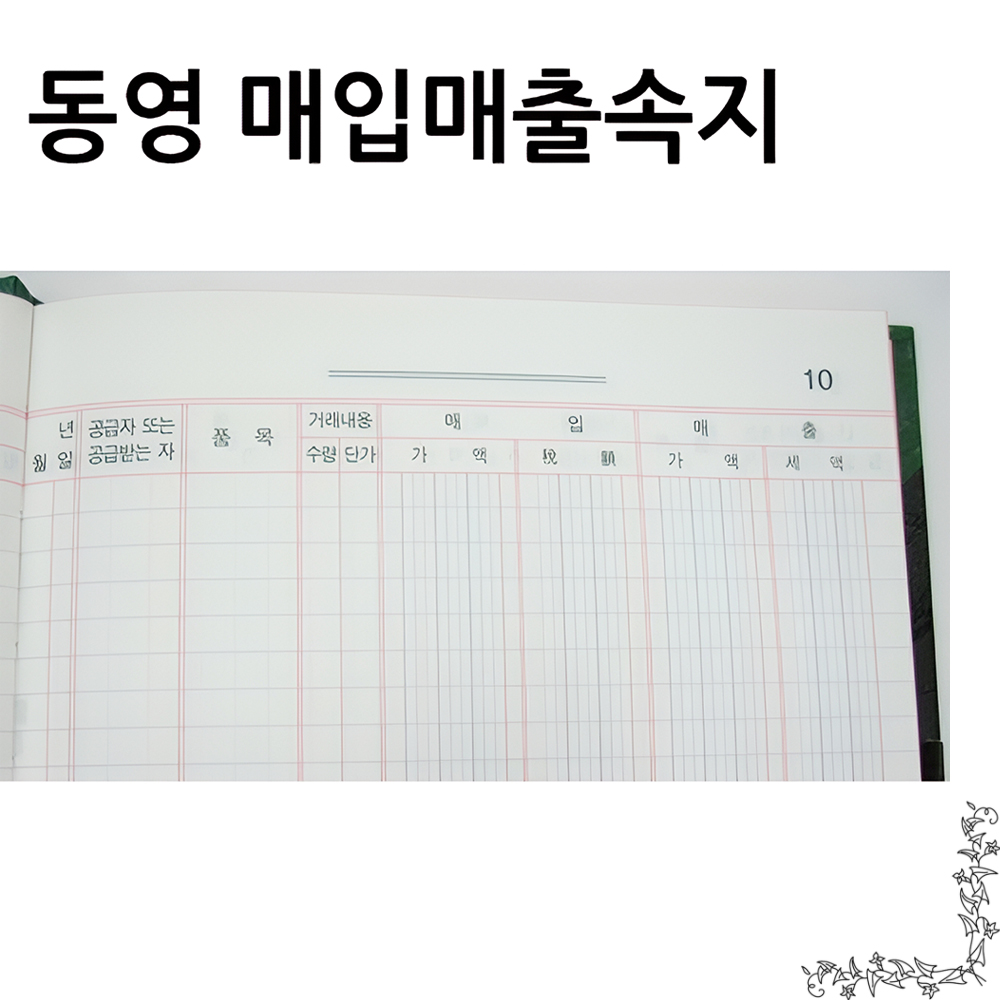 동영 매입매출속지
10
년
월 일
공급자 또는
공급받는 자
품 목
거래내용
수량 단가
매 입
가 액
매 출
가 액
세 액